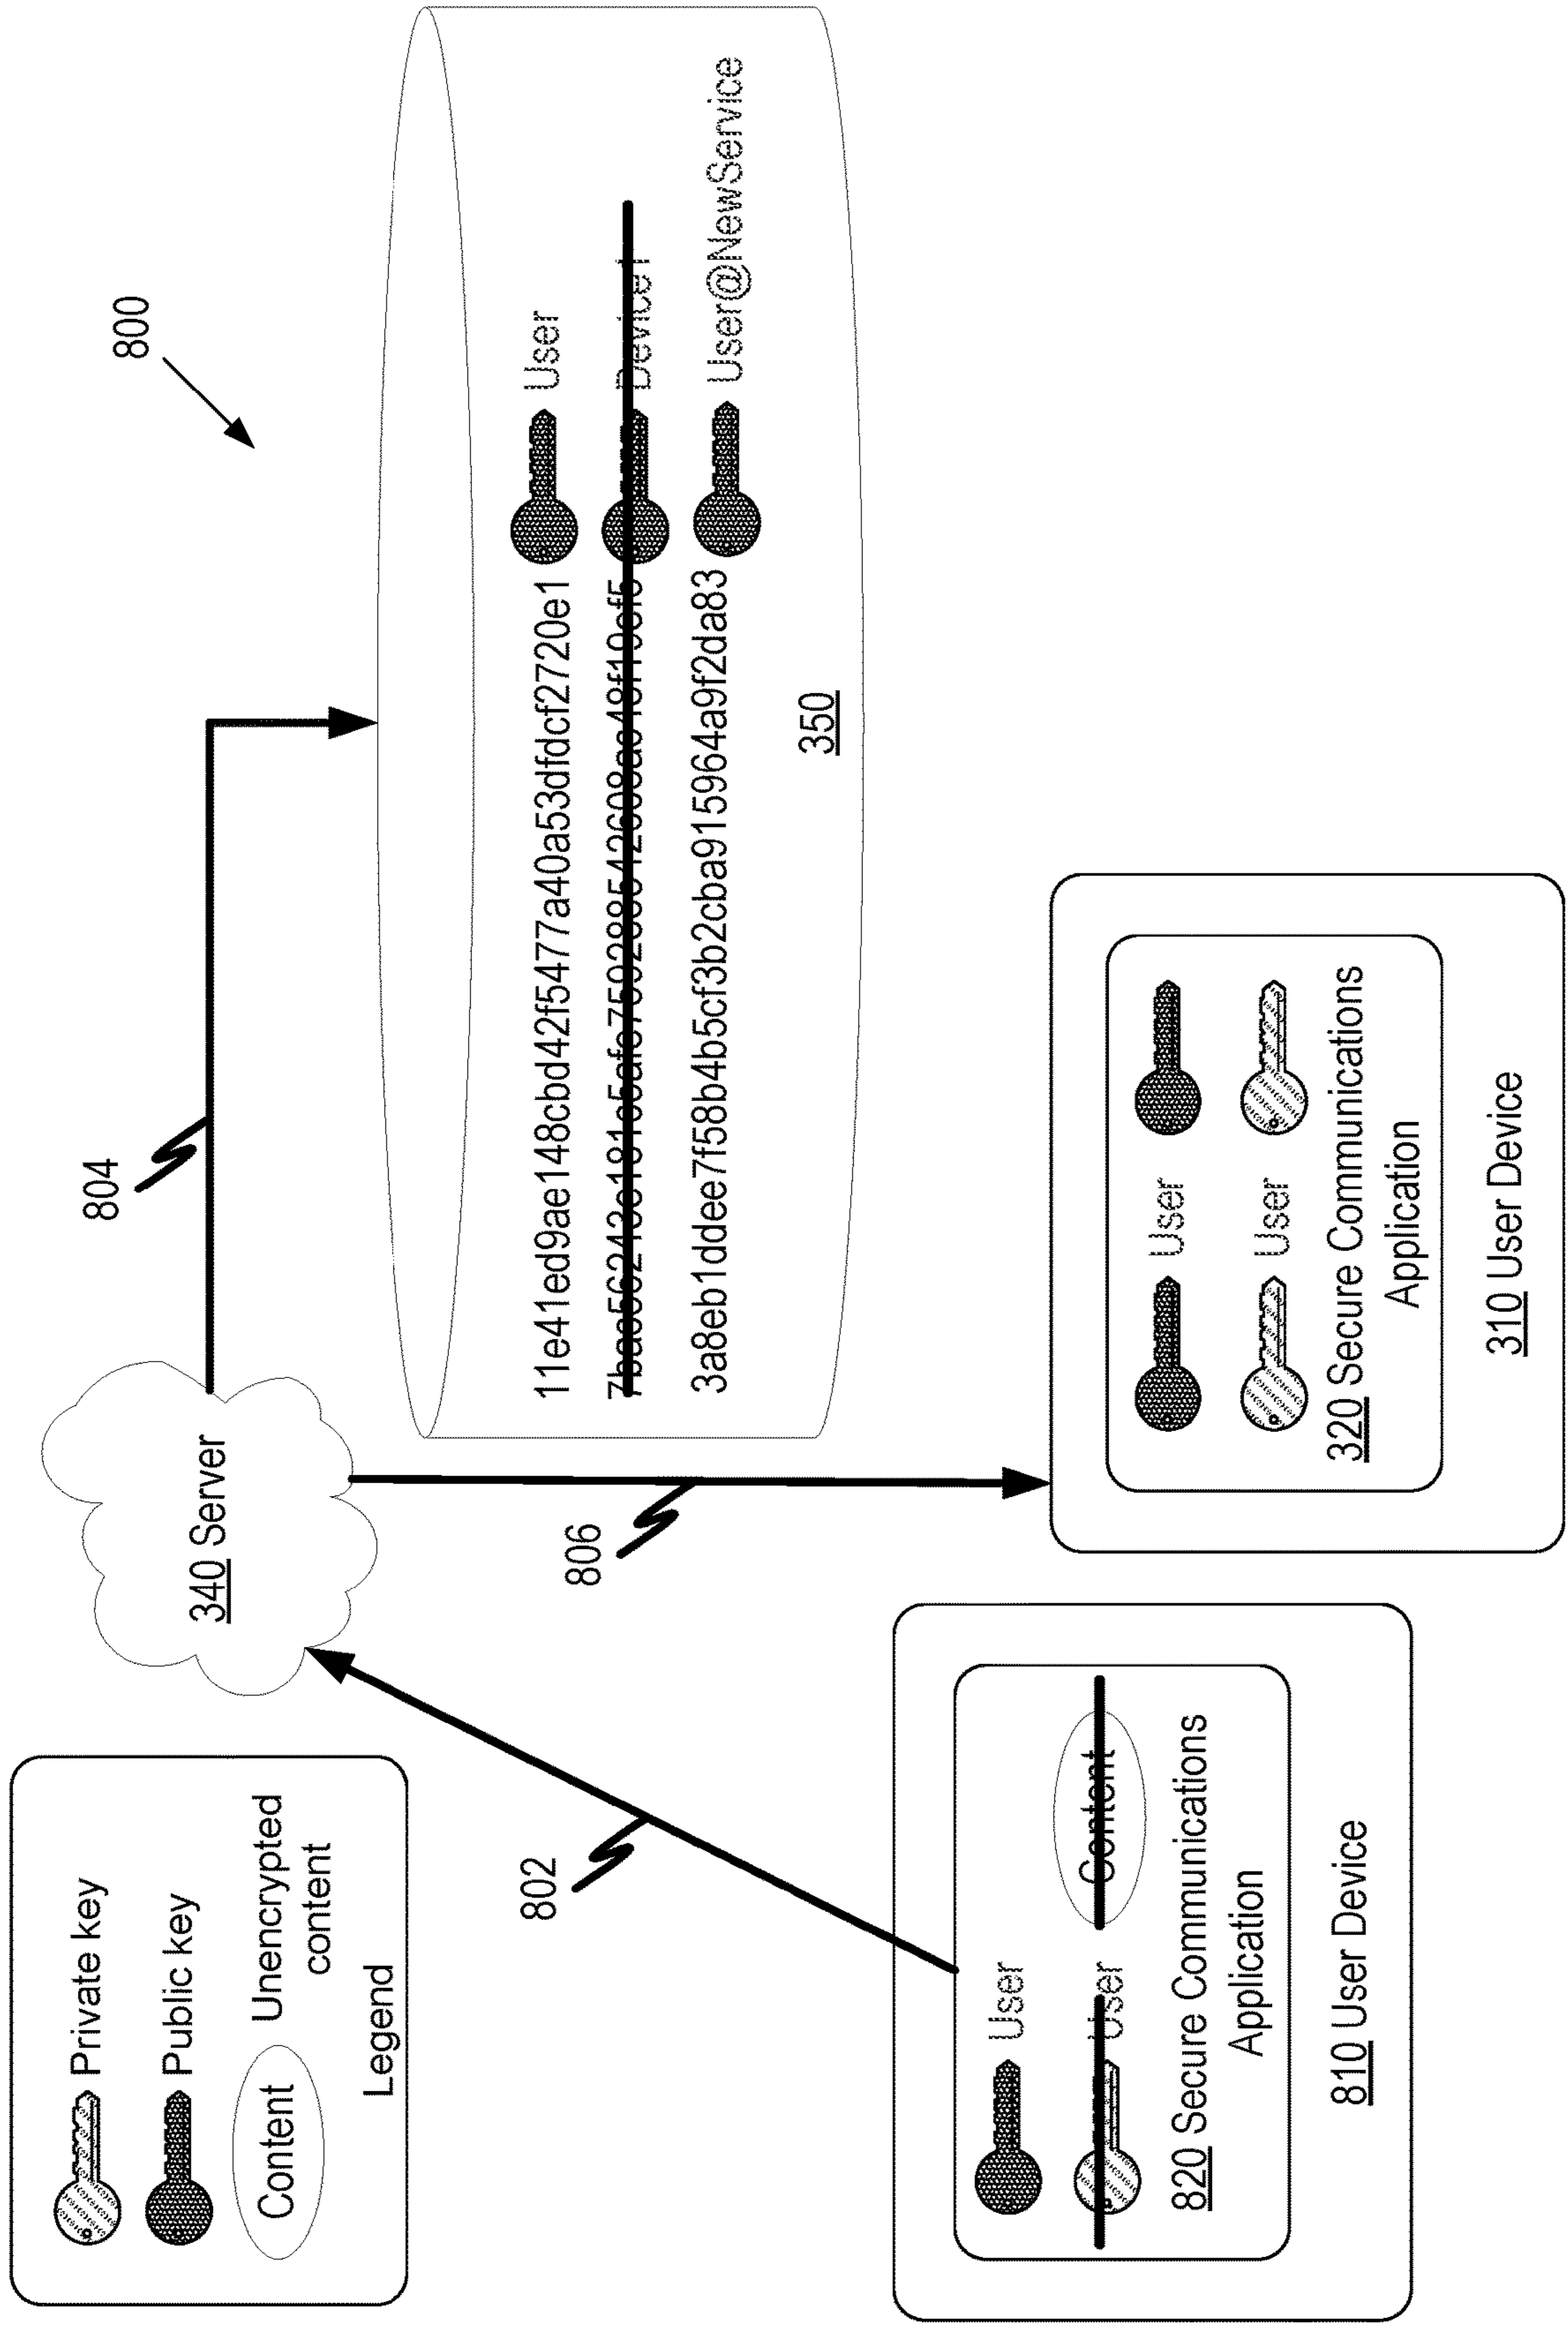 Private key
Public key
Content
Unencrypted
content
Legend
340 Server
804
800
802
806
11e41ed9ae148cbd42f5477a40a53dfdcf2720e1 User
Device1
3a8eb1ddee7f58b4b5cf3b2cba915964a9f2da83 User@NewService
350
User
User
Content
820 Secure Communications
Application
810 User Device
User
User
320 Secure Communications
Application
310 User Device